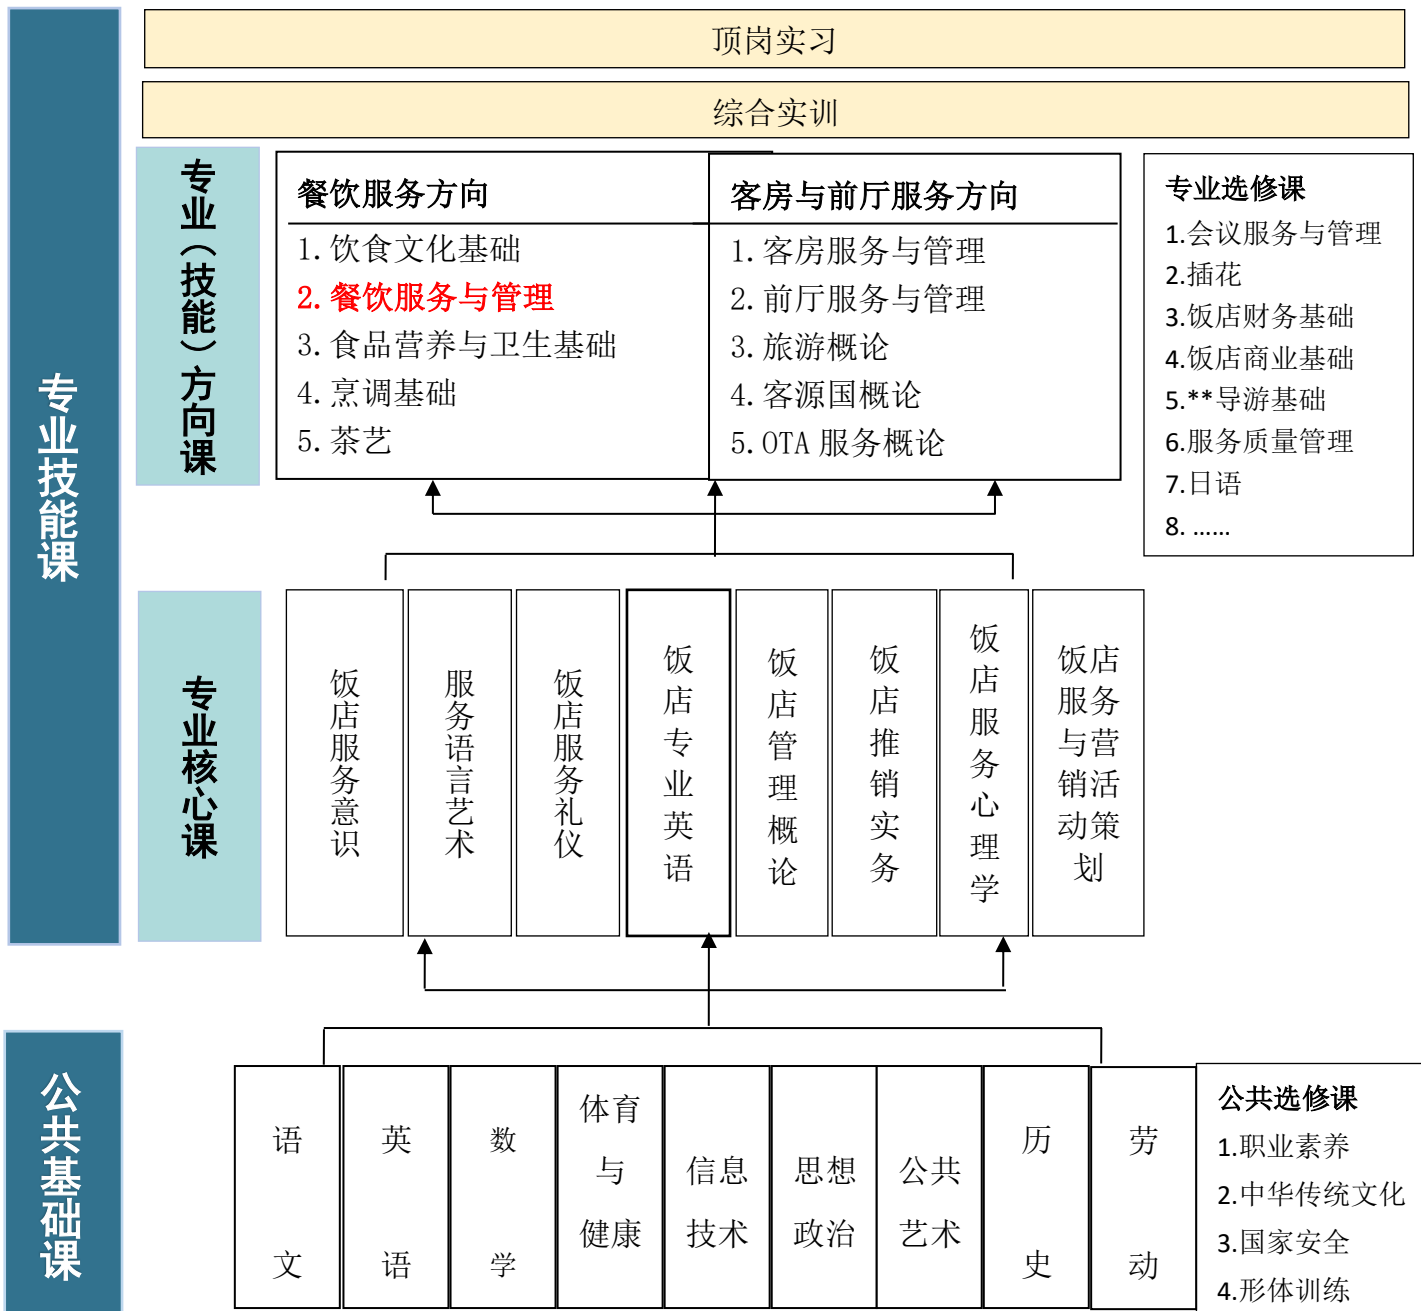 顶岗实习
综合实训
专业技能课
专业（技能）方向课
餐饮服务方向
1. 饮食文化基础
2. 餐饮服务与管理
3. 食品营养与卫生基础
4. 烹调基础
5. 茶艺
客房与前厅服务方向
1. 客房服务与管理
2. 前厅服务与管理
3. 旅游概论
4. 客源国概论
5. OTA 服务概论
专业选修课
1.会议服务与管理
2.插花
3.饭店财务基础
4.饭店商业基础
5.**导游基础
6.服务质量管理
7.日语
8. ……
专业核心课
饭店服务意识
服务语言艺术
饭店服务礼仪
饭店专业英语
饭店管理概论
饭店推销实务
饭店服务心理学
饭店
服务
与营
销活
动策
划
公共基础课
语文
英语
数学
体育
与
健康
信息
技术
思想
政治
公共
艺术
历史
劳动
公共选修课
1.职业素养
2.中华传统文化
3.国家安全
4.形体训练